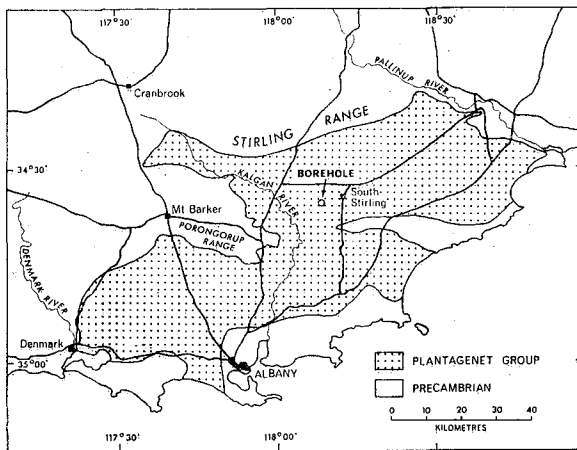 117°30'
118°00'
118°30'
PALLINUP RIVER
Cranbrook
STIRLING RANGE
34°30'
KALGAN RIVER
BOREHOLE
South
Stirling
Mt Barker
PORONGORUP
RANGE
DENMARK RIVER
Denmark
35°00'
ALBANY
PLANTAGENET GROUP
PRECAMBRIAN
0 10 20 30 40
KILOMETRES
117°30'
118°00'
118°30'